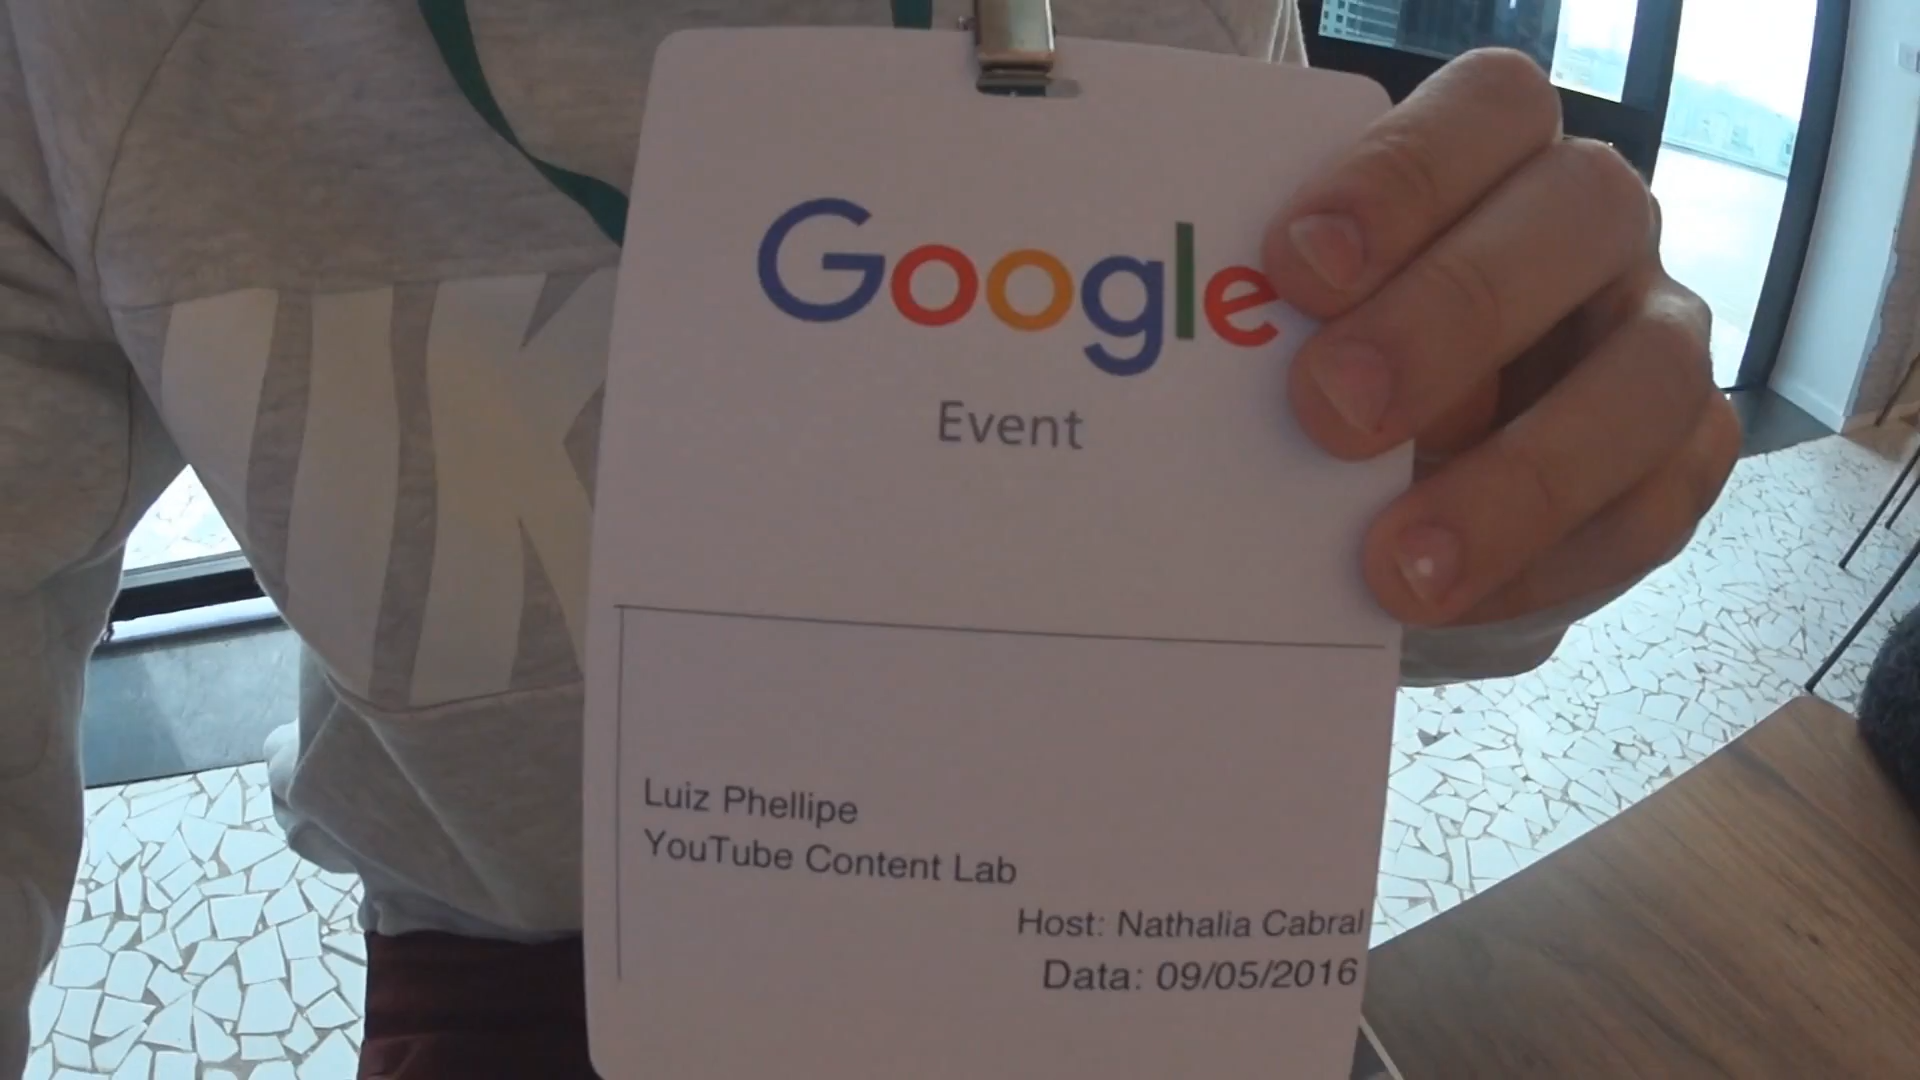 Google
Event
Luiz Phellipe
YouTube Content Lab
Host: Nathalia Cabral
Data: 09/05/2016